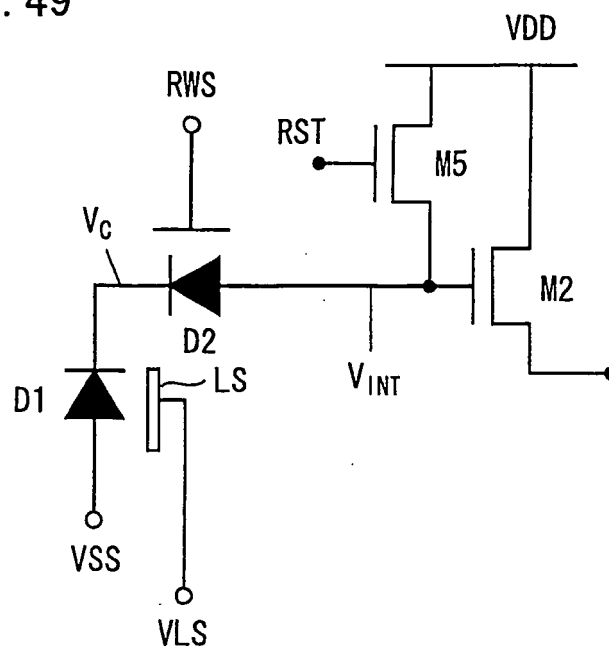 . 49
VDD
RWS
RST
M5
VC
M2
D2
VINT
LS
D1
VSS
VLS